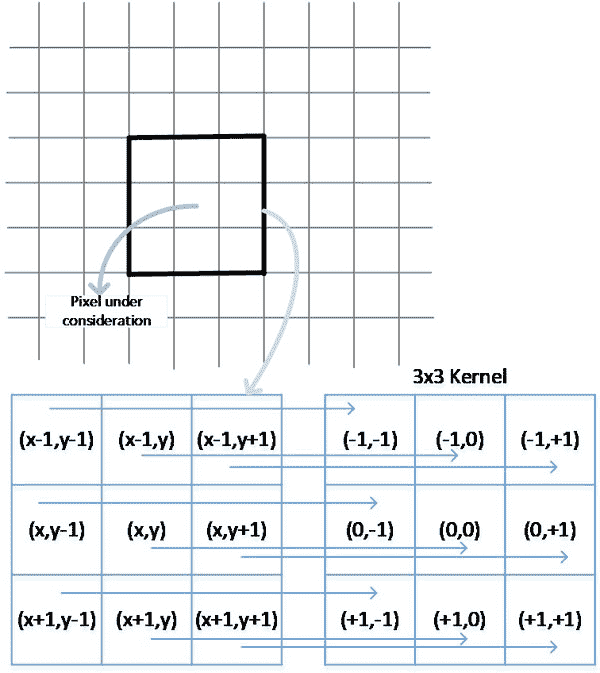 Pixel under
consideration
3x3 Kernel
(x-1,y-1) (x-1,y) (x-1,y+1) (-1,-1) (-1,0) (-1,+1)
(x,y-1) (x,y) (x,y+1) (0,-1) (0,0) (0,+1)
(x+1,y-1) (x+1,y) (x+1,y+1) (+1,-1) (+1,0) (+1,+1)